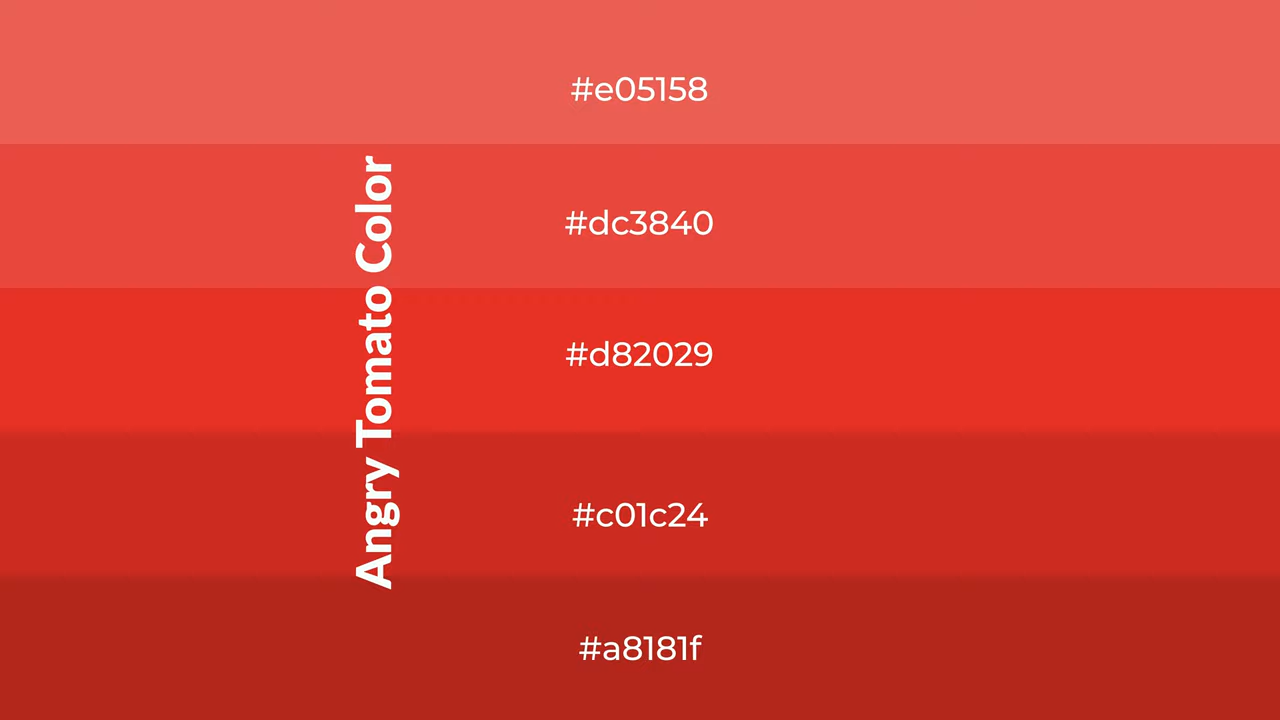 #e05158
#dc3840
#d82029
#c01c24
#a8181f
Angry Tomato Color